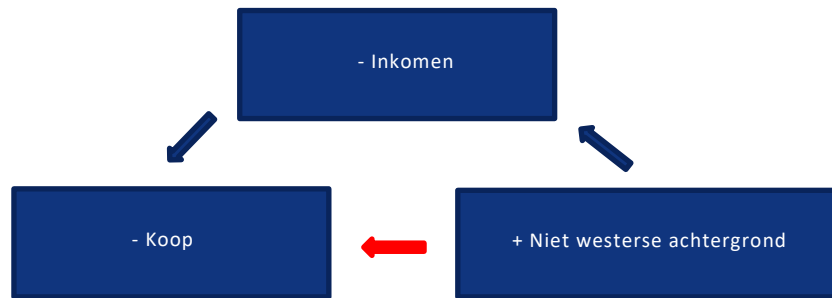 - Inkomen
- Koop
+ Niet westerse achtergrond